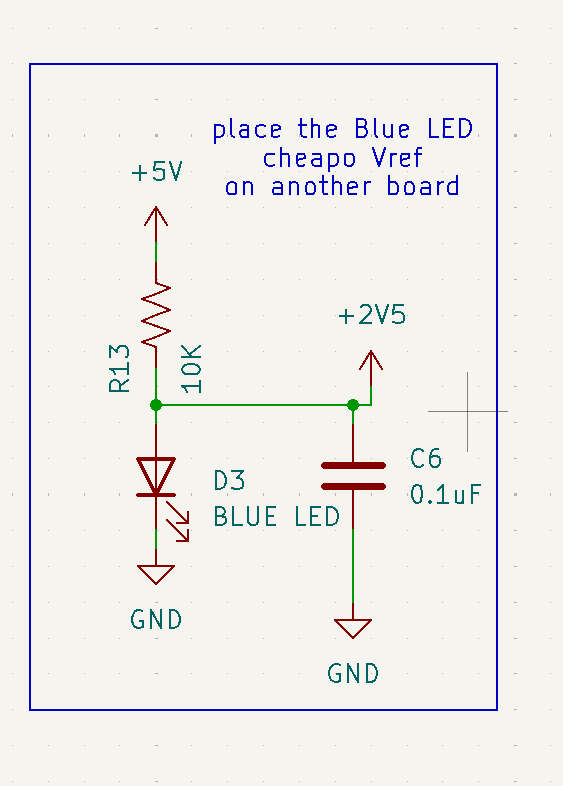 place the Blue LED
cheapo Vref
on another board
+5V
+2V5
R13
10K
C6
0.1uF
D3
BLUE LED
GND
GND